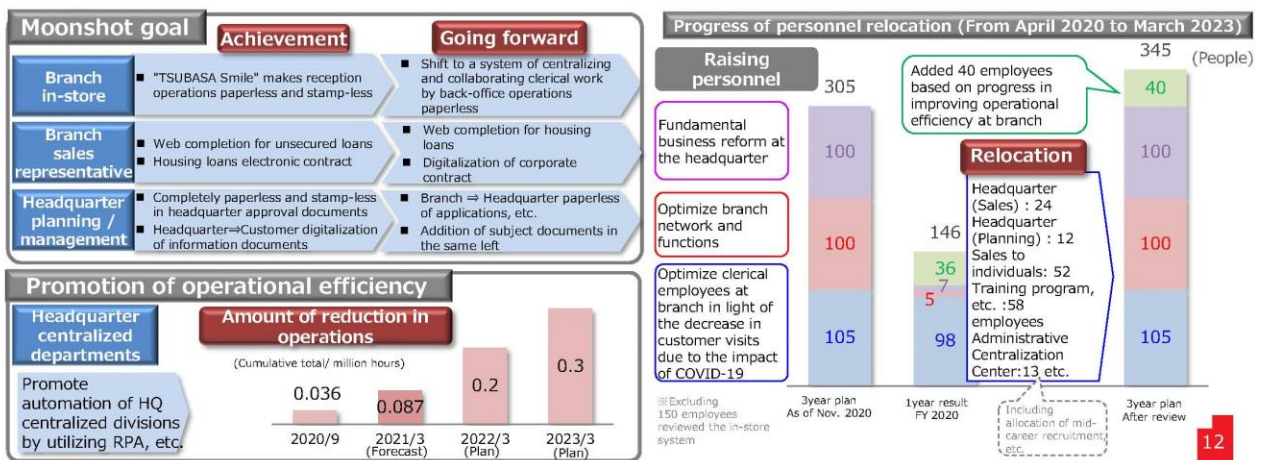 Moonshot goal
Achievement
Going forward
Branch
in-store
■ "TSUBASA Smile" makes reception
operations paperless and stamp-less
■ Shift to a system of centralizing
and collaborating clerical work
by back-office operations
paperless
Branch
sales
representative
■ Web completion for unsecured loans
■ Housing loans electronic contract
■ Web completion for housing
loans
■ Digitalization of corporate
contract
Headquarter
planning /
management
■ Completely paperless and stamp-less
in headquarter approval documents
■ Headquarter⇒Customer digitalization
of information documents
■ Branch ⇒ Headquarter paperless
of applications, etc.
■ Addition of subject documents in
the same left
Promotion of operational efficiency
Headquarter
centralized
departments
Promote
automation of HQ
centralized divisions
by utilizing RPA, etc.
Amount of reduction in
operations
(Cumulative total/ million hours)
0.036
0.087
0.2
0.3
2020/9
2021/3
(Forecast)
2022/3
(Plan)
2023/3
(Plan)
Progress of personnel relocation (From April 2020 to March 2023)
Raising
personnel
(People)
Fundamental
business reform at
the headquarter
Optimize branch
network and
functions
Optimize clerical
employees at
branch in light of
the decrease in
customer visits
due to the impact
of COVID-19
※Excluding
150 employees
reviewed the in-store
system
305
100
100
105
3year plan
As of Nov. 2020
146
36
7
5
98
1year result
FY 2020
Added 40 employees
based on progress in
improving operational
efficiency at branch
Relocation
Headquarter
(Sales) : 24
Headquarter
(Planning) : 12
Sales to
individuals: 52
Training program,
etc. :58
employees
Administrative
Centralization
Center:13 etc.
Including
allocation of mid-
career recruitment,
etc.
345
40
100
100
105
3year plan
After review
12